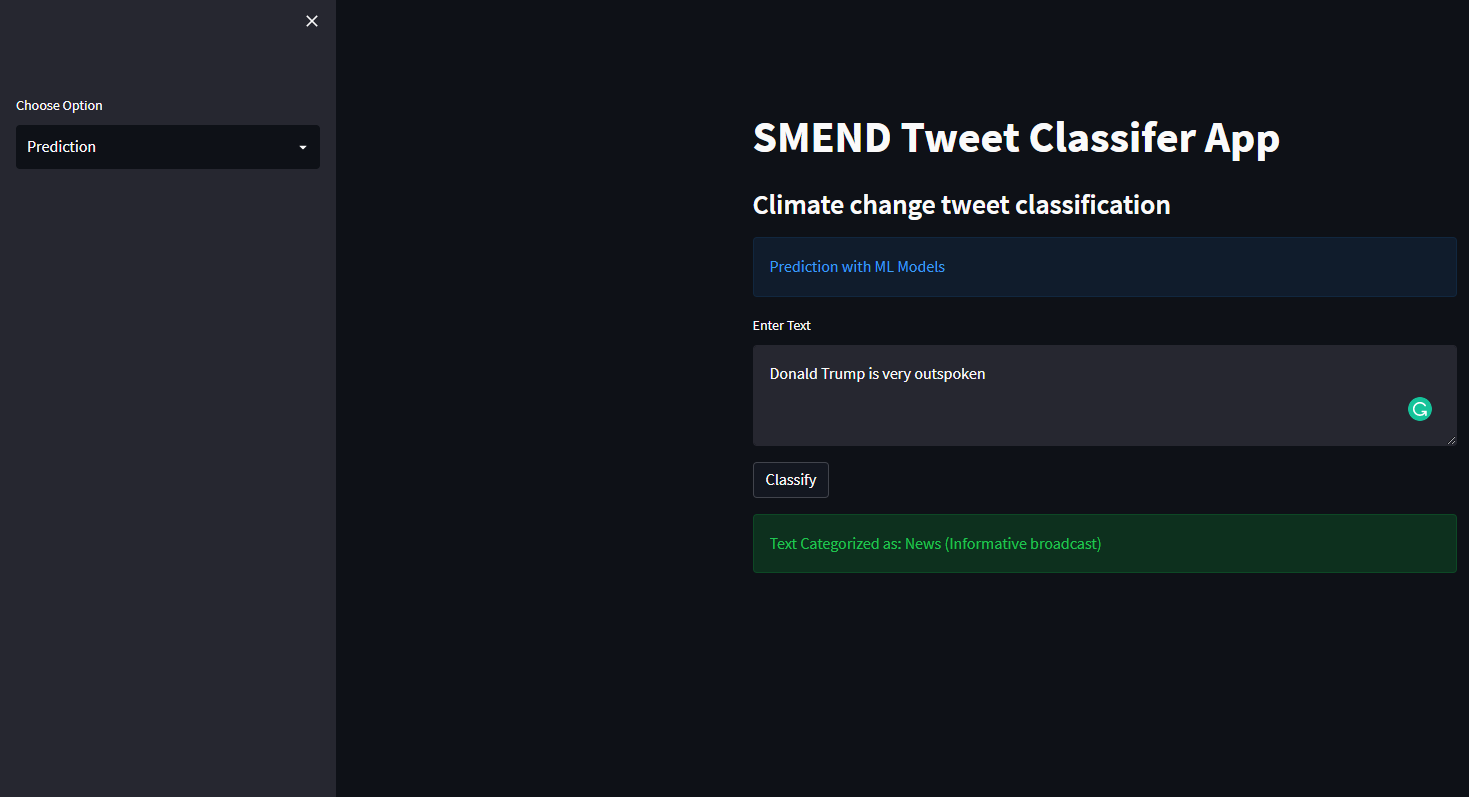 Choose Option
Prediction
SMEND Tweet Classifer App
Climate change tweet classification
Prediction with ML Models
Enter Text
Donald Trump is very outspoken
Classify
Text Categorized as: News (Informative broadcast)